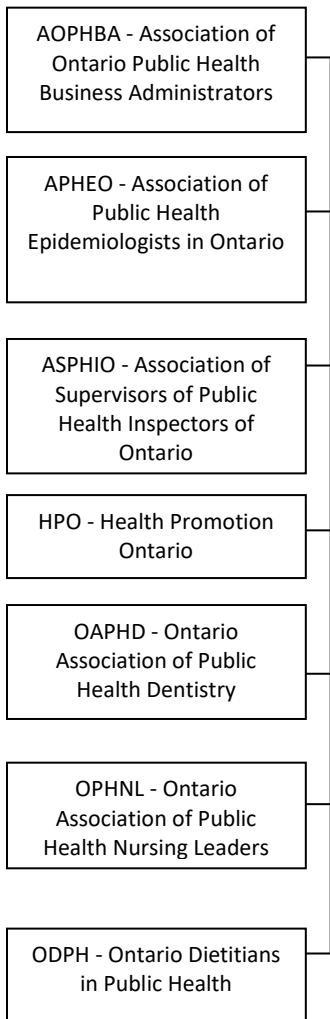 AOPHBA - Association of
Ontario Public Health
Business Administrators
APHEO - Association of
Public Health
Epidemiologists in Ontario
ASPHIO - Association of
Supervisors of Public
Health Inspectors of
Ontario
HPO - Health Promotion
Ontario
OAPHD - Ontario
Association of Public
Health Dentistry
OPHNL - Ontario
Association of Public
Health Nursing Leaders
ODPH - Ontario Dietitians
in Public Health